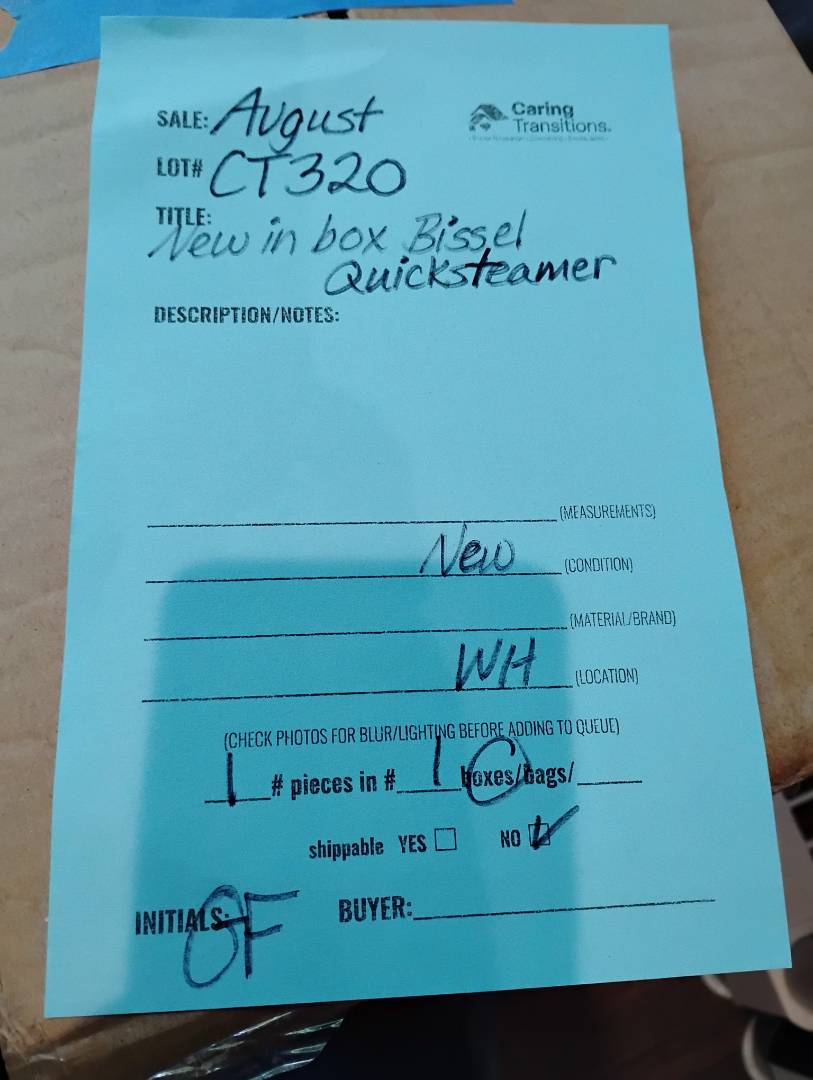 SALE: August
Caring
Transitions.
LOT# CT320
TITLE:
New in box Bissel
Quicksteamer
DESCRIPTION/NOTES:
(MEASUREMENTS)
New (CONDITION)
(MATERIAL/BRAND)
WH (LOCATION)
(CHECK PHOTOS FOR BLUR/LIGHTING BEFORE ADDING TO QUEUE)
1 # pieces in # 1 boxes/bags/
shippable YES NO
INITIALS: GF BUYER: